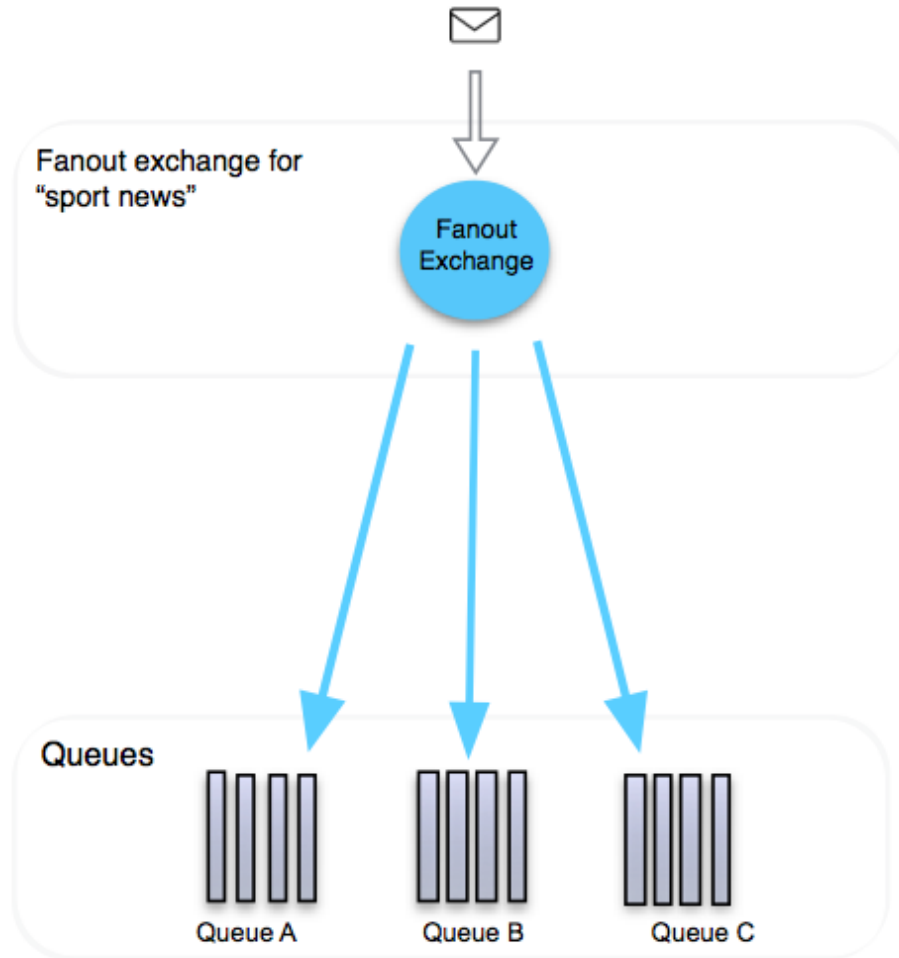 Fanout exchange for
“sport news”
Fanout
Exchange
Queues
Queue A
Queue B
Queue C